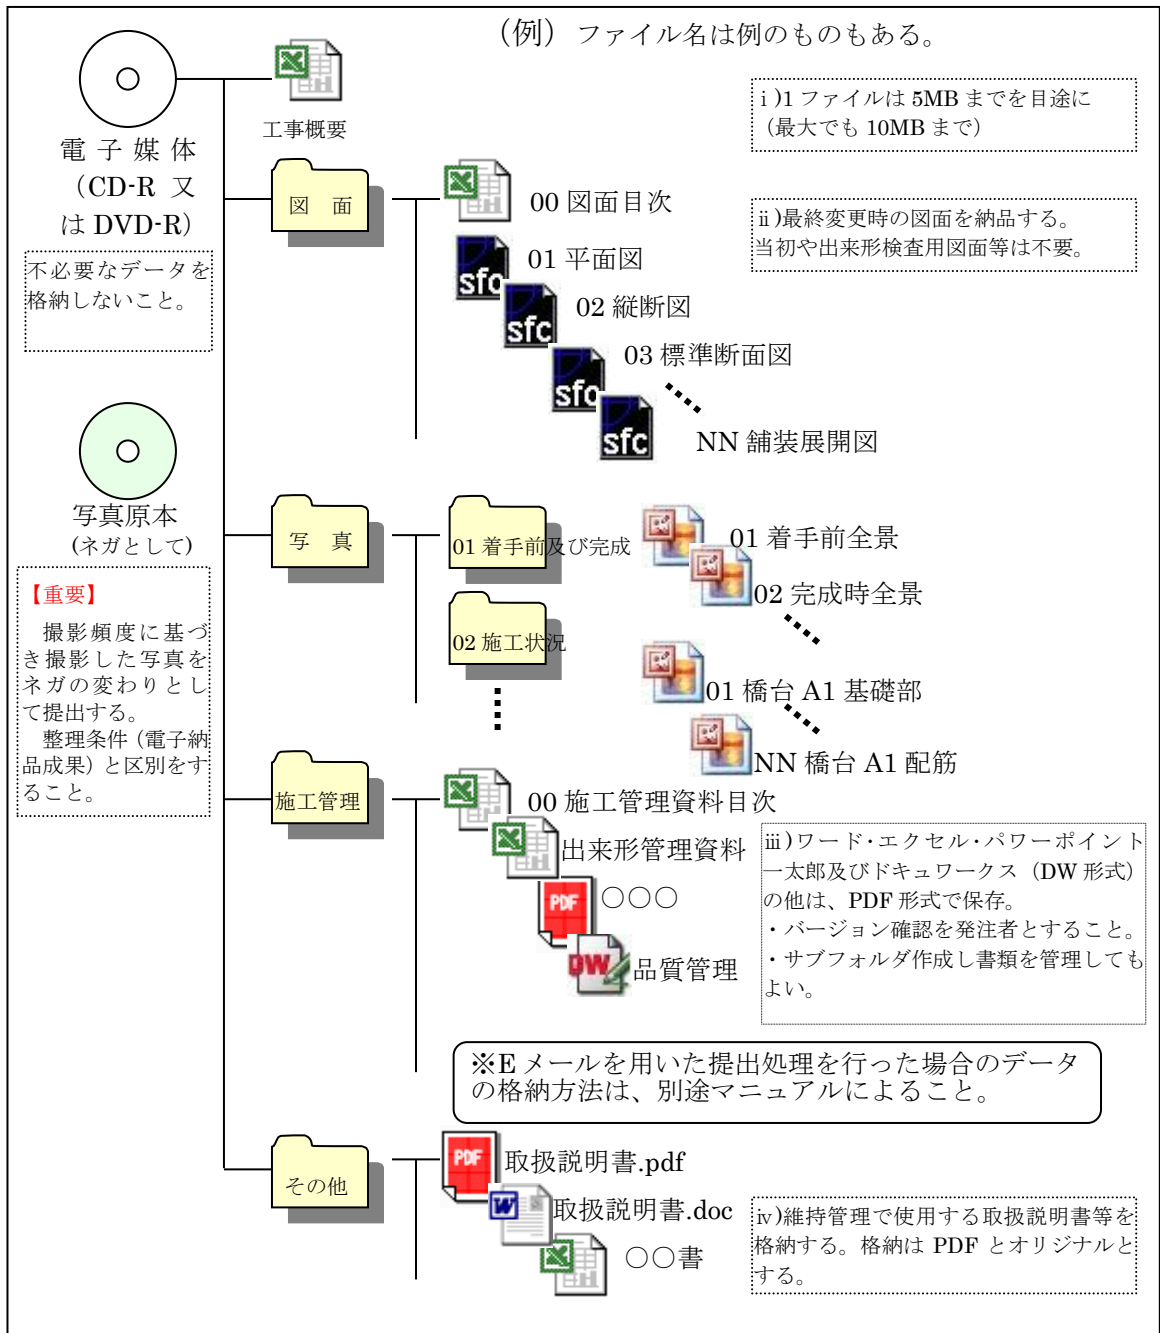 (例) ファイル名は例のものもある。
工事概要
電子媒体
(CD-R 又
は DVD-R)
不必要なデータを
格納しないこと。
ⅰ)1 ファイルは 5MB までを目途に
(最大でも 10MB まで)
図 面
00 図面目次
ⅱ)最終変更時の図面を納品する。
当初や出来形検査用図面等は不要。
sfc
01 平面図
sfc
02 縦断図
sfc
03 標準断面図
sfc
NN 舗装展開図
写真原本
(ネガとして)
【重要】
撮影頻度に基づ
き撮影した写真を
ネガの変わりとし
て提出する。
整理条件(電子納
品成果)と区別をす
ること。
写 真
01 着手前及び完成
01 着手前全景
02 完成時全景
02 施工状況
01 橋台 A1 基礎部
NN 橋台 A1 配筋
施工管理
00 施工管理資料目次
出来形管理資料
PDF
〇〇〇
DW
品質管理
ⅲ)ワード・エクセル・パワーポイント
一太郎及びドキュワークス(DW 形式)
の他は、PDF 形式で保存。
・バージョン確認を発注者とすること。
・サブフォルダ作成し書類を管理しても
よい。
※E メールを用いた提出処理を行った場合のデータ
の格納方法は、別途マニュアルによること。
その他
PDF
取扱説明書.pdf
W
取扱説明書.doc
〇〇書
ⅳ)維持管理で使用する取扱説明書等を
格納する。格納は PDF とオリジナルと
する。